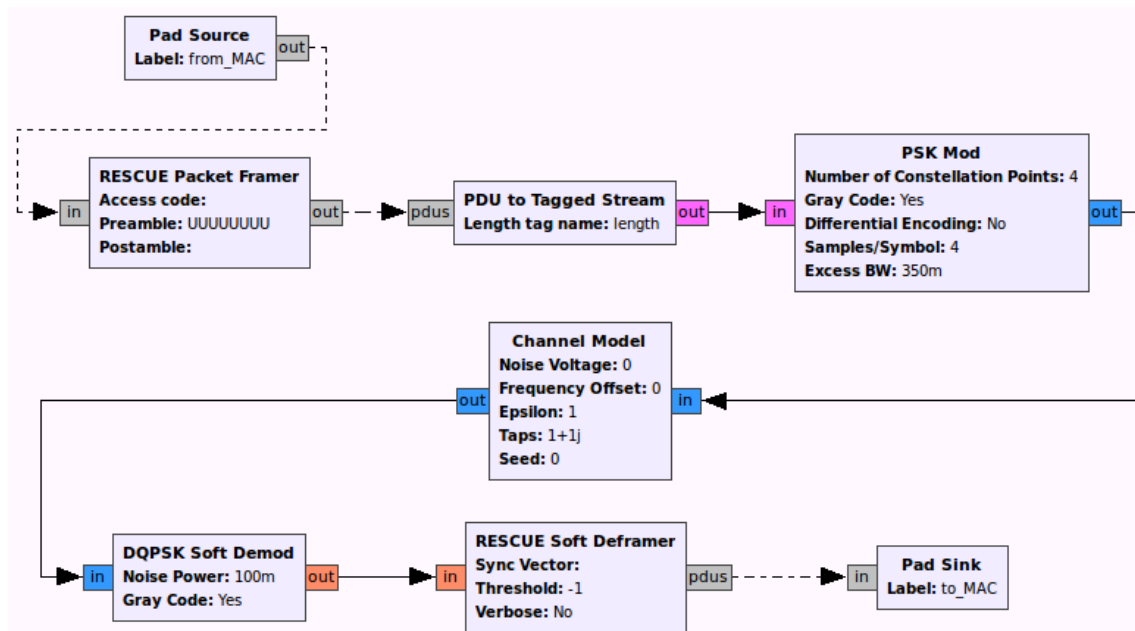 Pad Source
Label: from_MAC
out
RESCUE Packet Framer
Access code:
Preamble: UUUUUUUU
Postamble:
in
out
PDU to Tagged Stream
Length tag name: length
pdus
out
PSK Mod
Number of Constellation Points: 4
Gray Code: Yes
Differential Encoding: No
Samples/Symbol: 4
Excess BW: 350m
in
out
Channel Model
Noise Voltage: 0
Frequency Offset: 0
Epsilon: 1
Taps: 1+1j
Seed: 0
out
in
DQPSK Soft Demod
Noise Power: 100m
Gray Code: Yes
in
out
RESCUE Soft Deframer
Sync Vector:
Threshold: -1
Verbose: No
in
pdus
Pad Sink
Label: to_MAC
in